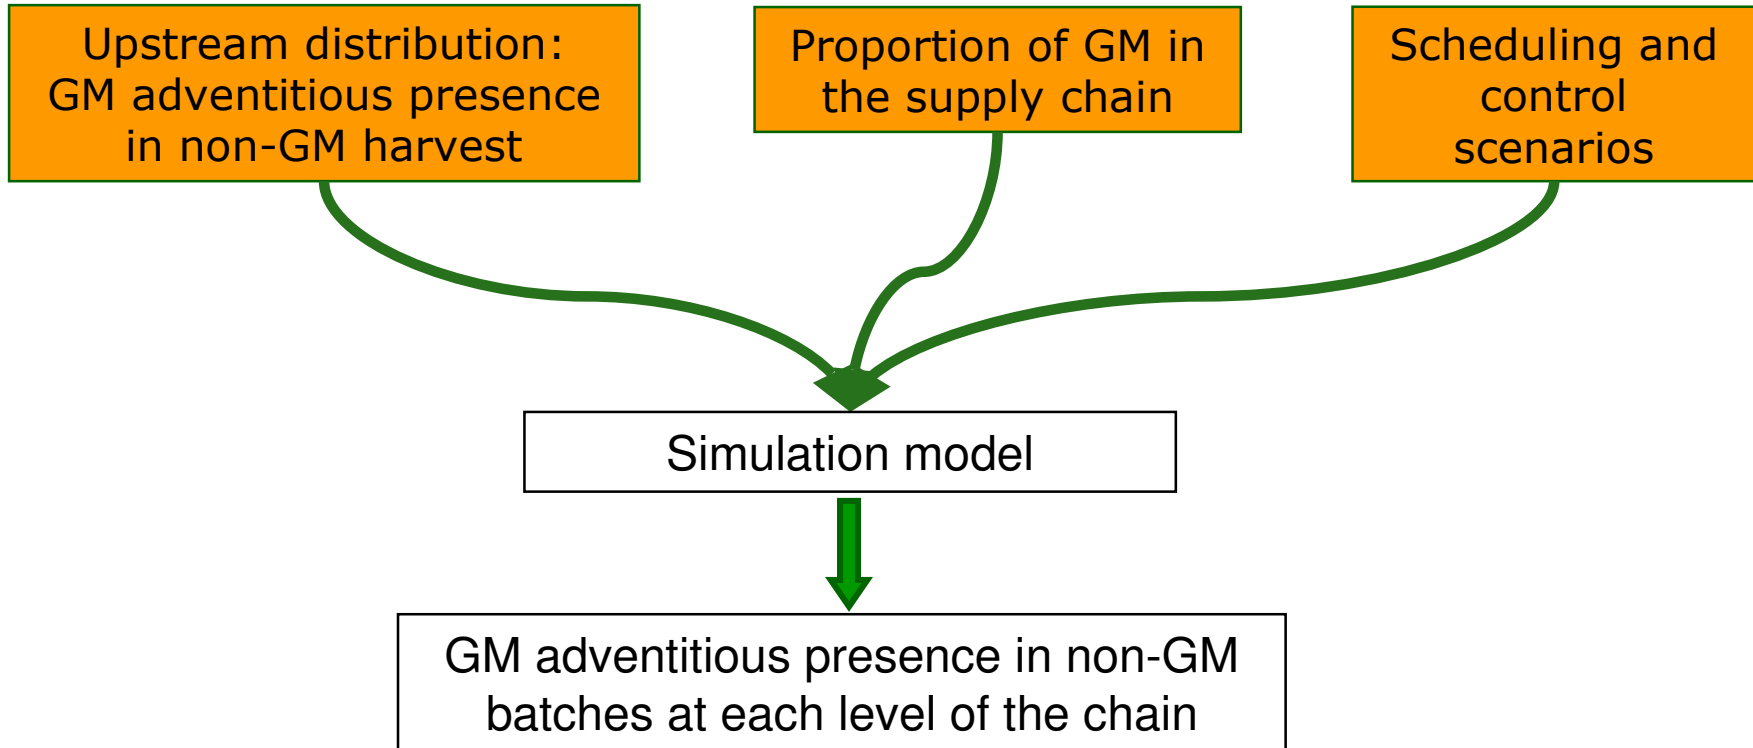 Upstream distribution:
GM adventitious presence
in non-GM harvest
Proportion of GM in
the supply chain
Scheduling and
control
scenarios
Simulation model
GM adventitious presence in non-GM
batches at each level of the chain